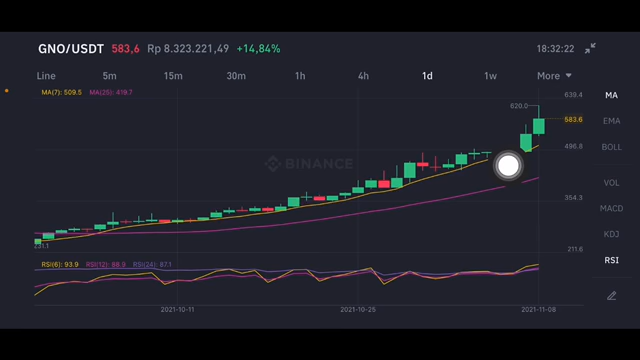 GNO/USDT 583,6 Rp 8.323.221,49 +14,84% 18:32:22
Line 5m 15m 30m 1h 4h 1d 1w More
MA(7): 509.5 MA(25): 419.7
639.4
MA
620.0
583.6
EMA
496.8
BOLL
BINANCE
VOL
354.3
MACD
KDJ
231.1
211.6
RSI(6): 93.9 RSI(12): 88.9 RSI(24): 87.1
RSI
2021-10-11 2021-10-25 2021-11-08